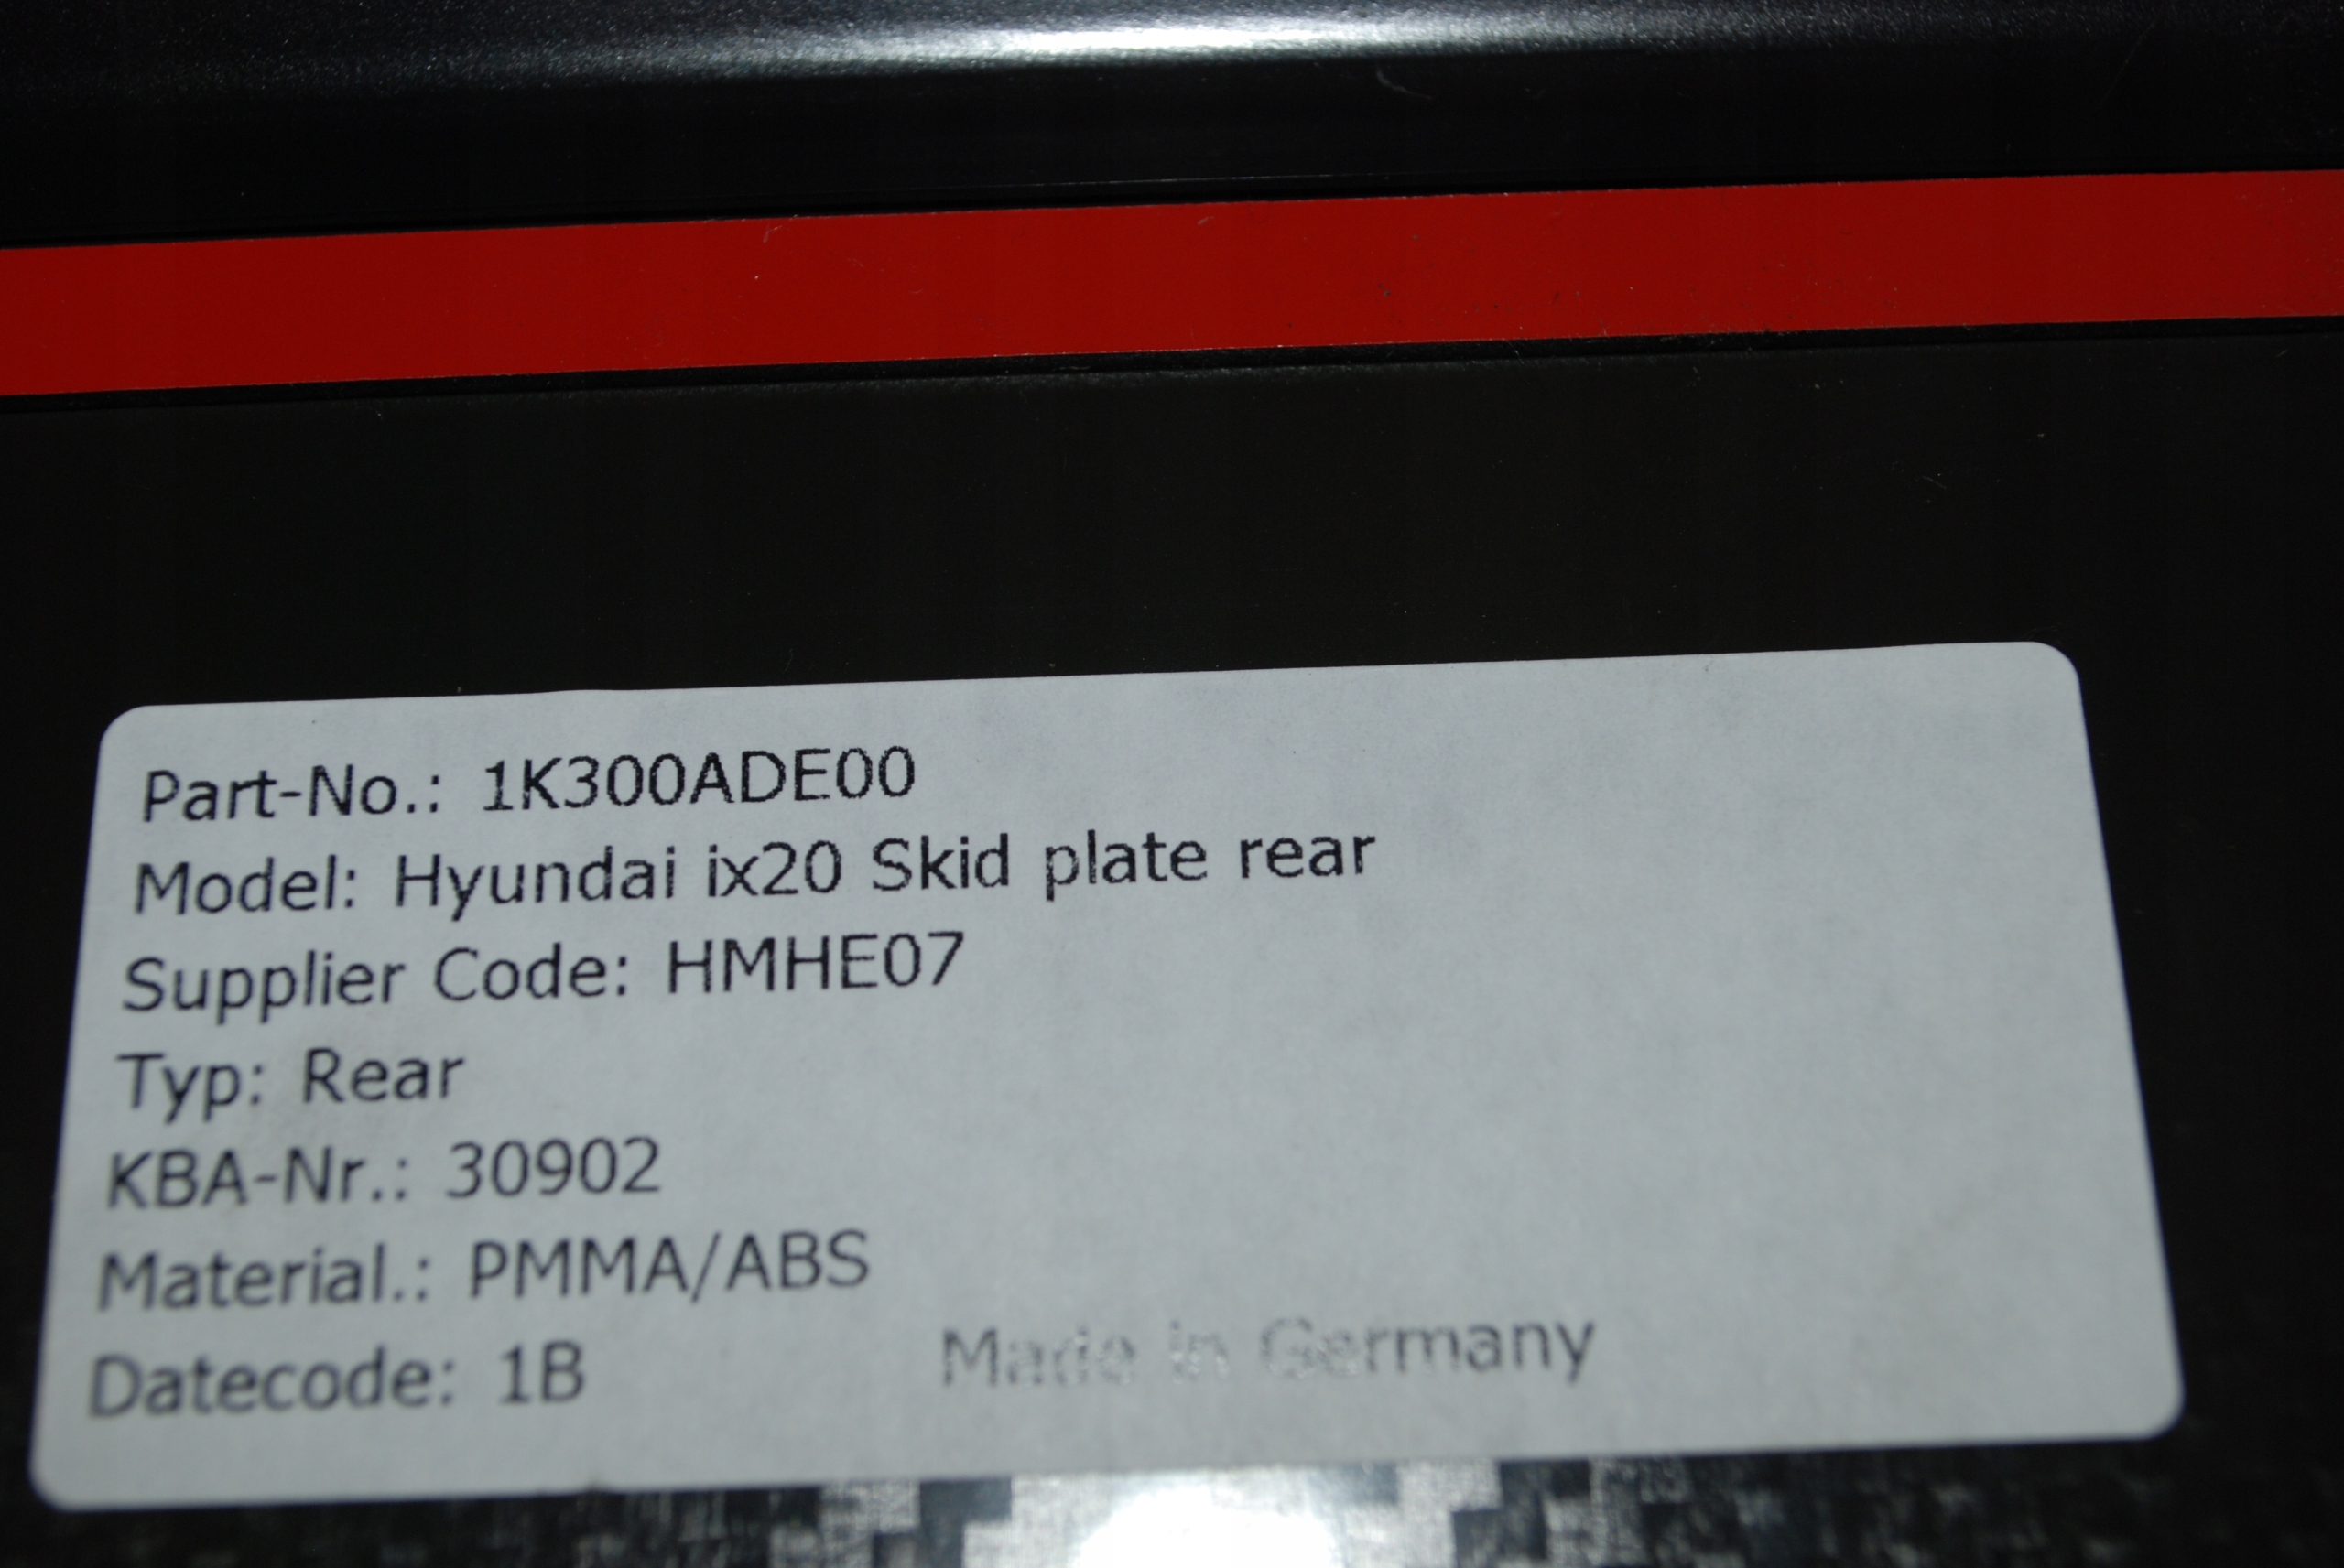 Part-No.: 1K300ADE00
Model: Hyundai ix20 Skid plate rear
Supplier Code: HMHE07
Typ: Rear
KBA-Nr.: 30902
Material.: PMMA/ABS
Datecode: 1B Made in Germany